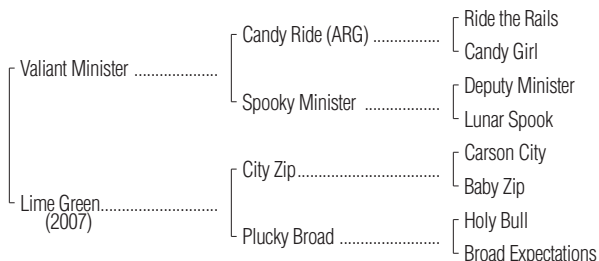 Ride the Rails
Candy Ride (ARG) ................
Candy Girl
Valiant Minister ....................
Deputy Minister
Spooky Minister ..................
Lunar Spook
Carson City
City Zip..................................
Baby Zip
Lime Green............................
(2007)
Holy Bull
Plucky Broad ........................
Broad Expectations